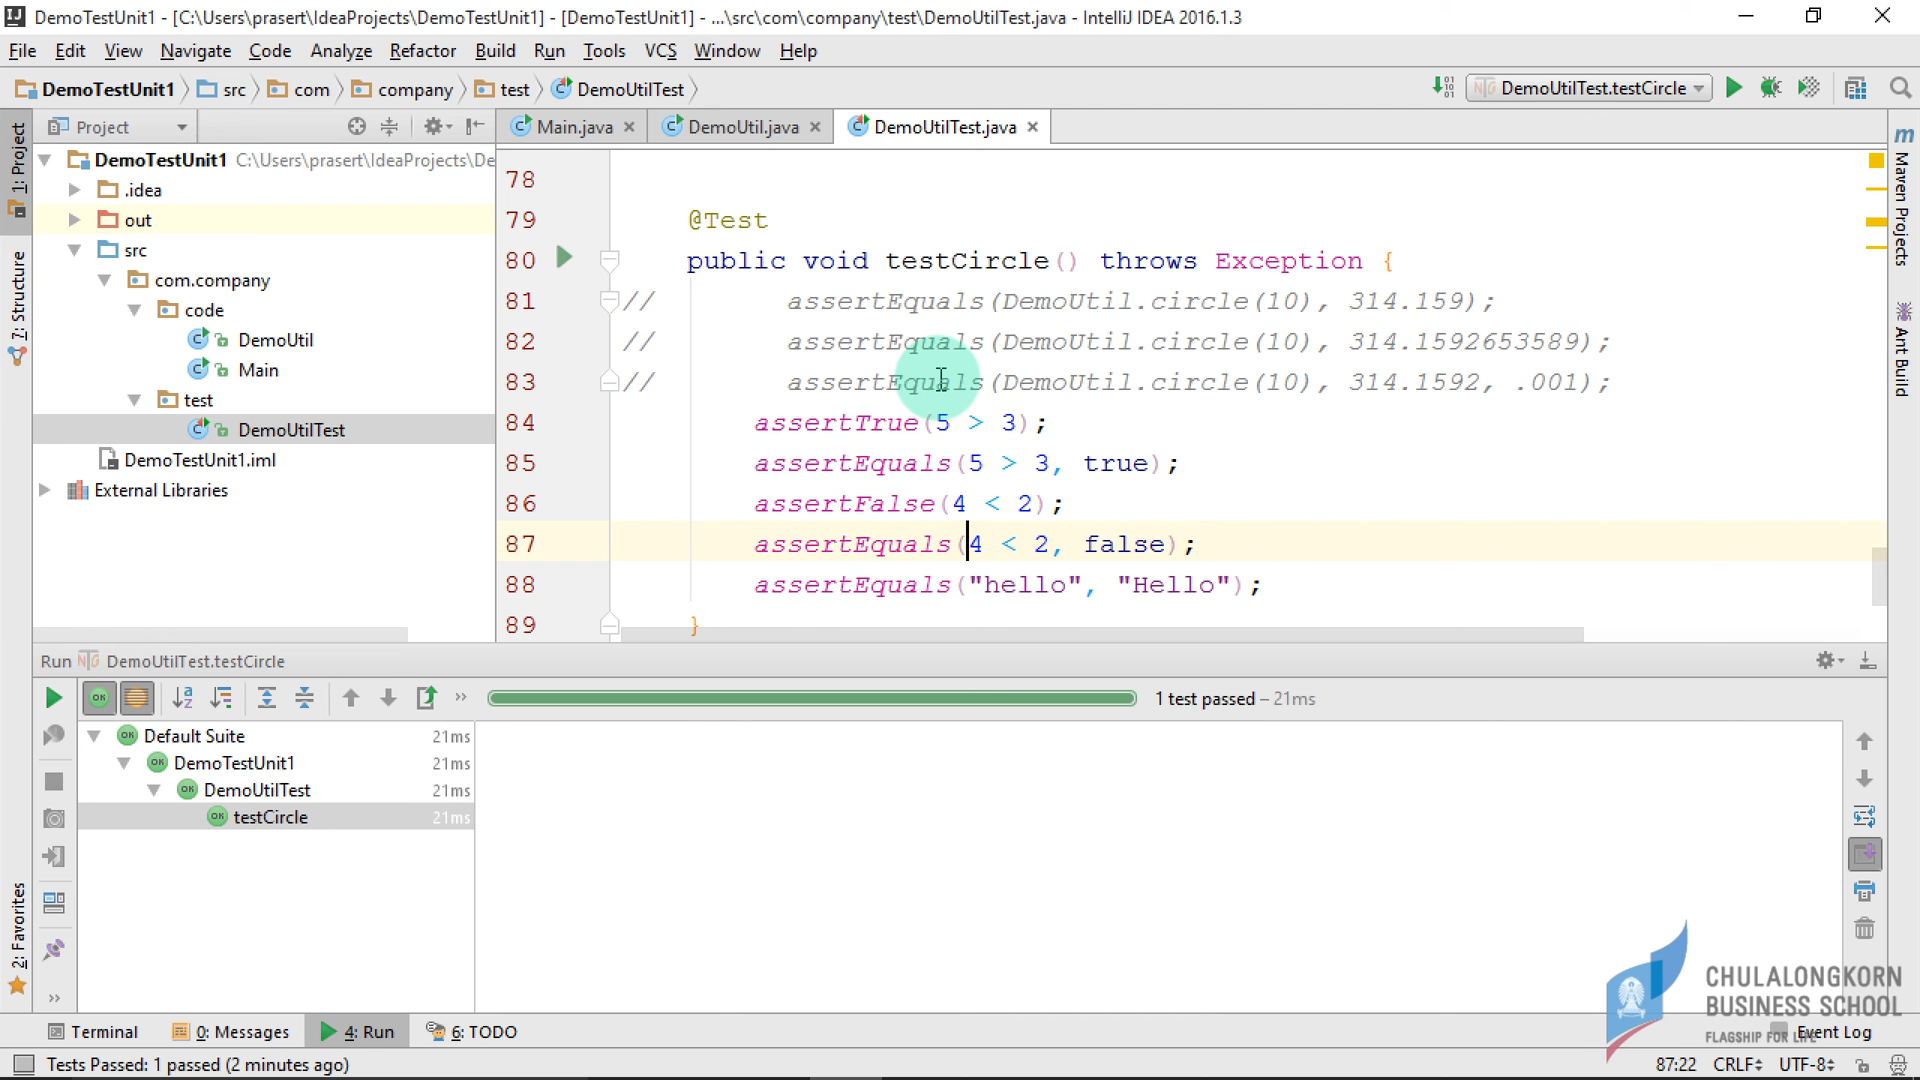 DemoTestUnit1 - [C:\Users\prasert\IdeaProjects\DemoTestUnit1] - [DemoTestUnit1] - ...\src\com\company\test\DemoUtilTest.java - IntelliJ IDEA 2016.1.3
File Edit View Navigate Code Analyze Refactor Build Run Tools VCS Window Help
DemoTestUnit1 src com company test DemoUtilTest
DemoUtilTest.testCircle
Project
Main.java
DemoUtil.java
DemoUtilTest.java
1: Project
7: Structure
2: Favorites
DemoTestUnit1 C:\Users\prasert\IdeaProjects\De
.idea
out
src
com.company
code
DemoUtil
Main
test
DemoUtilTest
DemoTestUnit1.iml
External Libraries
78
79 @Test
80 public void testCircle() throws Exception {
81 // assertEquals(DemoUtil.circle(10), 314.159);
82 // assertEquals(DemoUtil.circle(10), 314.1592653589);
83 // assertEquals(DemoUtil.circle(10), 314.1592, .001);
84 assertTrue(5 > 3);
85 assertEquals(5 > 3, true);
86 assertFalse(4 < 2);
87 assertEquals(4 < 2, false);
88 assertEquals("hello", "Hello");
89 }
Maven Projects
Ant Build
Run DemoUtilTest.testCircle
1 test passed – 21ms
Default Suite 21ms
DemoTestUnit1 21ms
DemoUtilTest 21ms
testCircle 21ms
CHULALONGKORN
BUSINESS SCHOOL
FLAGSHIP FOR LIFE
Terminal 0: Messages 4: Run 6: TODO Event Log
Tests Passed: 1 passed (2 minutes ago) 87:22 CRLF UTF-8